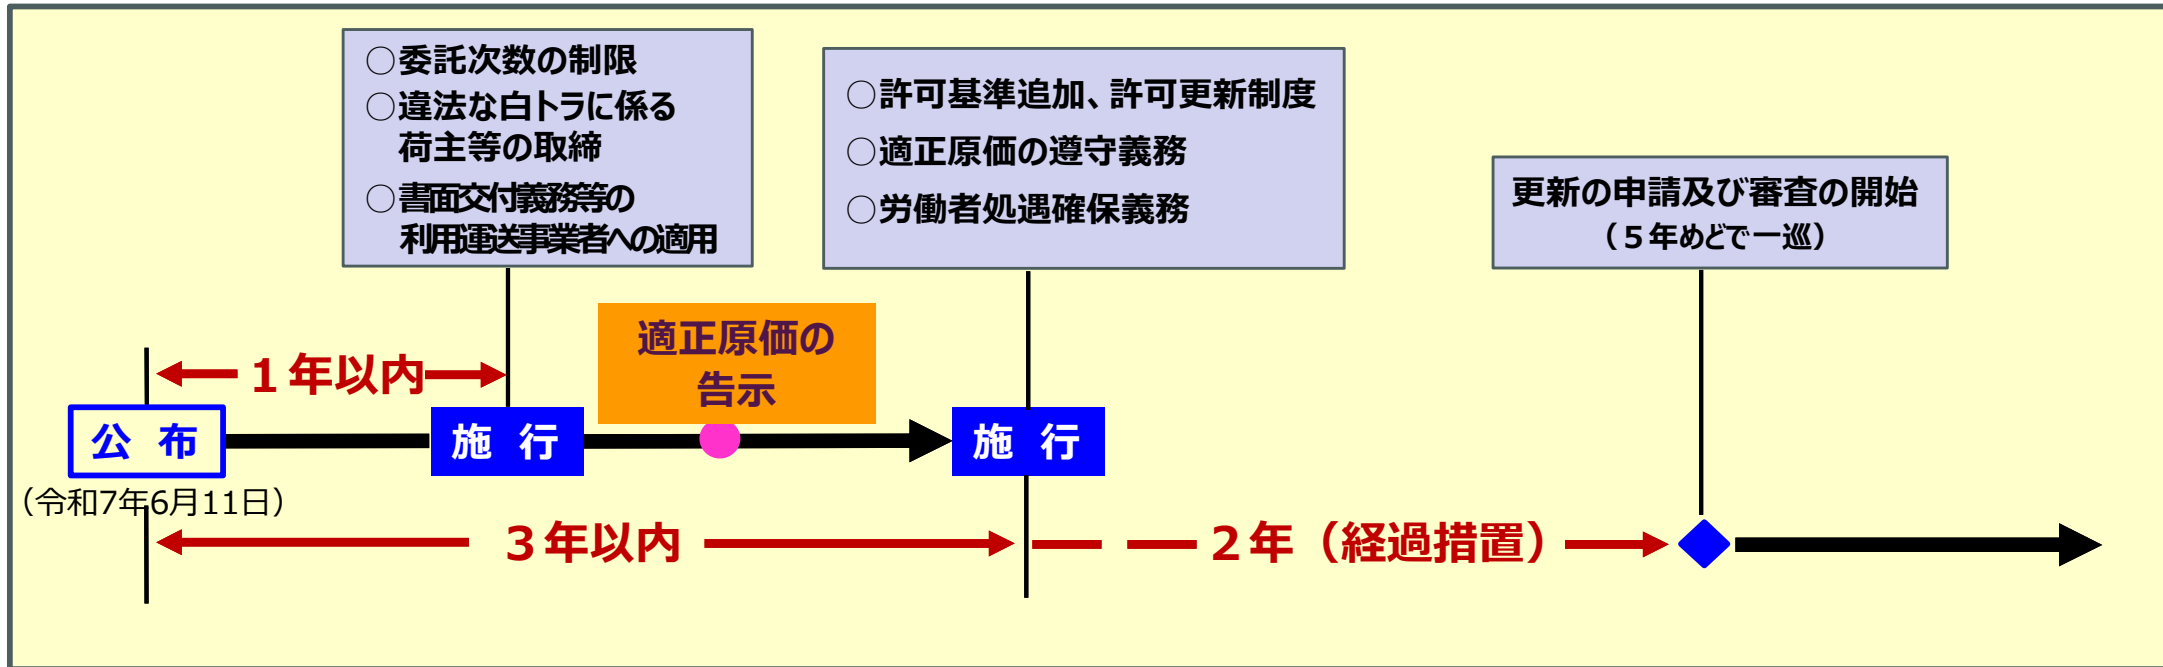 ○委託次数の制限
○違法な白トラに係る
荷主等の取締
○書面交付義務等の
利用運送事業者への適用
○許可基準追加、許可更新制度
○適正原価の遵守義務
○労働者処遇確保義務
更新の申請及び審査の開始
（５年めどで一巡）
適正原価の
告示
１年以内
公 布
施 行
施 行
（令和7年6月11日）
３年以内
２年（経過措置）